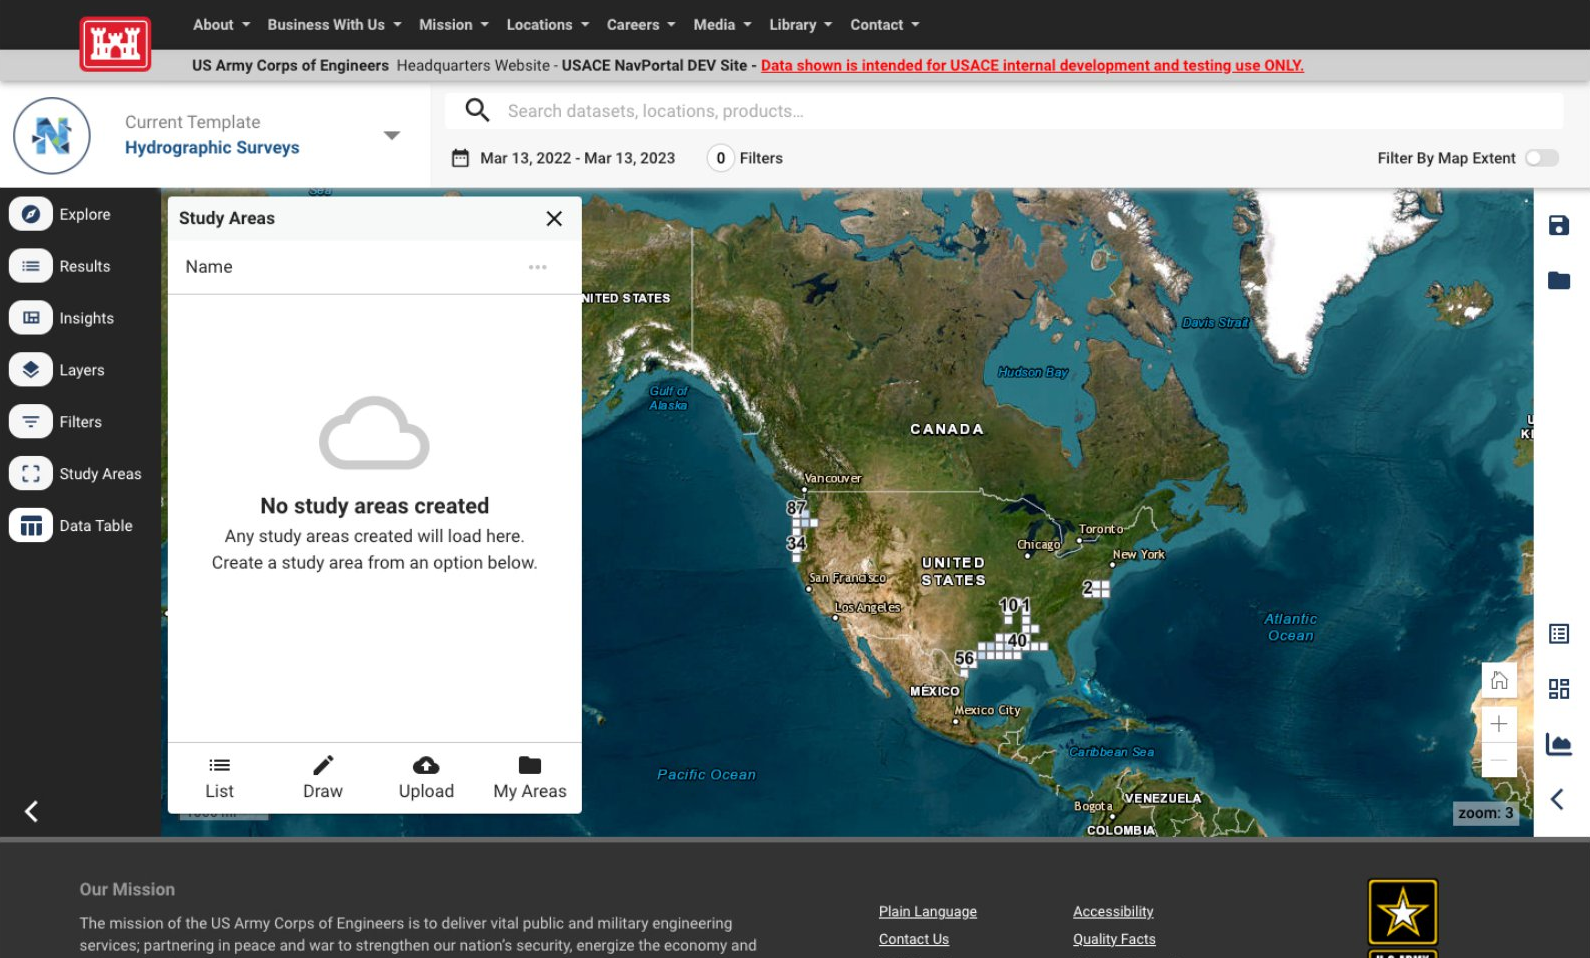 About Business With Us Mission Locations Careers Media Library Contact
US Army Corps of Engineers Headquarters Website - USACE NavPortal DEV Site - Data shown is intended for USACE internal development and testing use ONLY.
Current Template
Hydrographic Surveys
Search datasets, locations, products...
Mar 13, 2022 - Mar 13, 2023
0 Filters
Filter By Map Extent
Explore
Results
Insights
Layers
Filters
Study Areas
Data Table
Study Areas
Name
No study areas created
Any study areas created will load here.
Create a study area from an option below.
List
Draw
Upload
My Areas
Sea
NITED STATES
Gulf of
Alaska
Davis Strait
Hudson Bay
CANADA
Vancouver
87
34
Toronto
Chicago
New York
UNITED
STATES
San Francisco
Los Angeles
2
10 1
40
56
Atlantic
Ocean
MÉXICO
Mexico City
Caribbean Sea
Pacific Ocean
Bogota
VENEZUELA
COLOMBIA
zoom: 3
Our Mission
The mission of the US Army Corps of Engineers is to deliver vital public and military engineering
services; partnering in peace and war to strengthen our nation's security, energize the economy and
Plain Language
Contact Us
Accessibility
Quality Facts